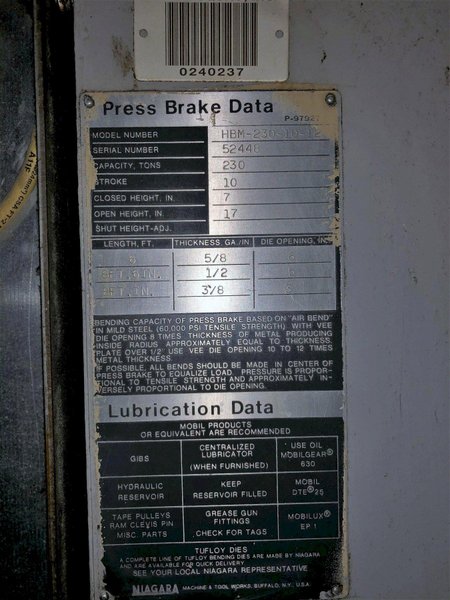 0240237
Press Brake Data
MODEL NUMBER HBM-230-10-12
SERIAL NUMBER 52448
CAPACITY, TONS 230
STROKE 10
CLOSED HEIGHT, IN. 7
OPEN HEIGHT, IN. 17
SHUT HEIGHT-ADJ.
LENGTH, FT. THICKNESS GA./IN DIE OPENING, IN.
6 5/8
1/2
3/8
BENDING CAPACITY OF PRESS BRAKE BASED ON "AIR BEND"
IN MILD STEEL (60,000 PSI TENSILE STRENGTH) WITH VEE
DIE OPENING 8 TIMES THICKNESS OF METAL PRODUCING
INSIDE RADIUS APPROXIMATELY EQUAL TO THICKNESS.
PLATE OVER 1/2" USE VEE DIE OPENING 10 TO 12 TIMES
METAL THICKNESS.
IF POSSIBLE, ALL BENDS SHOULD BE MADE IN CENTER OF
PRESS BRAKE TO EQUALIZE LOAD. PRESSURE IS PROPOR-
TIONAL TO TENSILE STRENGTH AND APPROXIMATELY IN-
VERSELY PROPORTIONAL TO DIE OPENING.
Lubrication Data
MOBIL PRODUCTS
OR EQUIVALENT ARE RECOMMENDED
GIBS CENTRALIZED LUBRICATOR (WHEN FURNISHED) USE OIL MOBILGEAR® 630
HYDRAULIC RESERVOIR KEEP RESERVOIR FILLED MOBIL DTE® 25
TAPE PULLEYS RAM CLEVIS PIN MISC. PARTS GREASE GUN FITTINGS CHECK FOR TAGS MOBILUX® EP 1
TUFLOY DIES
A COMPLETE LINE OF TUFLOY BENDING DIES ARE MADE BY NIAGARA
AND ARE AVAILABLE FOR QUICK DELIVERY
SEE YOUR LOCAL NIAGARA REPRESENTATIVE
NIAGARA MACHINE & TOOL WORKS, BUFFALO, N.Y., U.S.A.